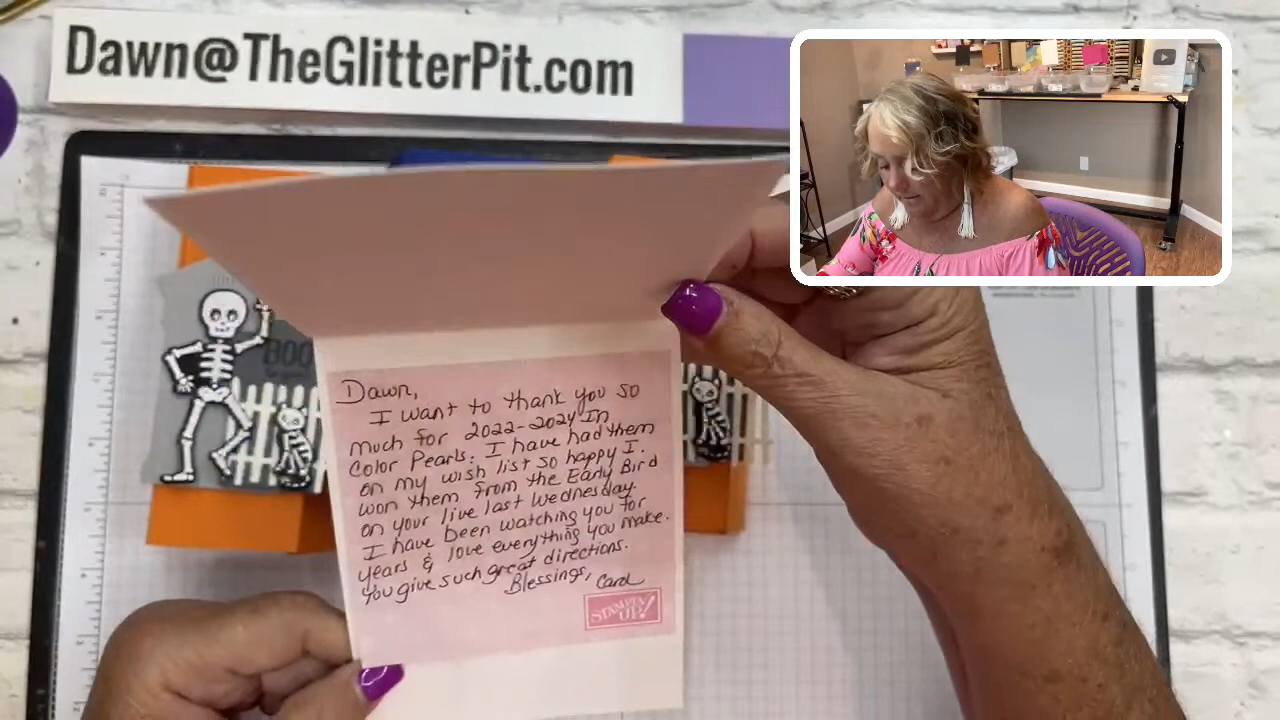 Dawn@TheGlitterPit.com
BOO
Dawn,
I want to thank you so
much for 2022-2024 In
Color Pearls. I have had them
on my wish list so happy I
won them from the Early Bird
on your live last Wednesday.
I have been watching you for
years & love everything you make.
You give such great directions.
Blessings, Carol
STAMPIN' UP!